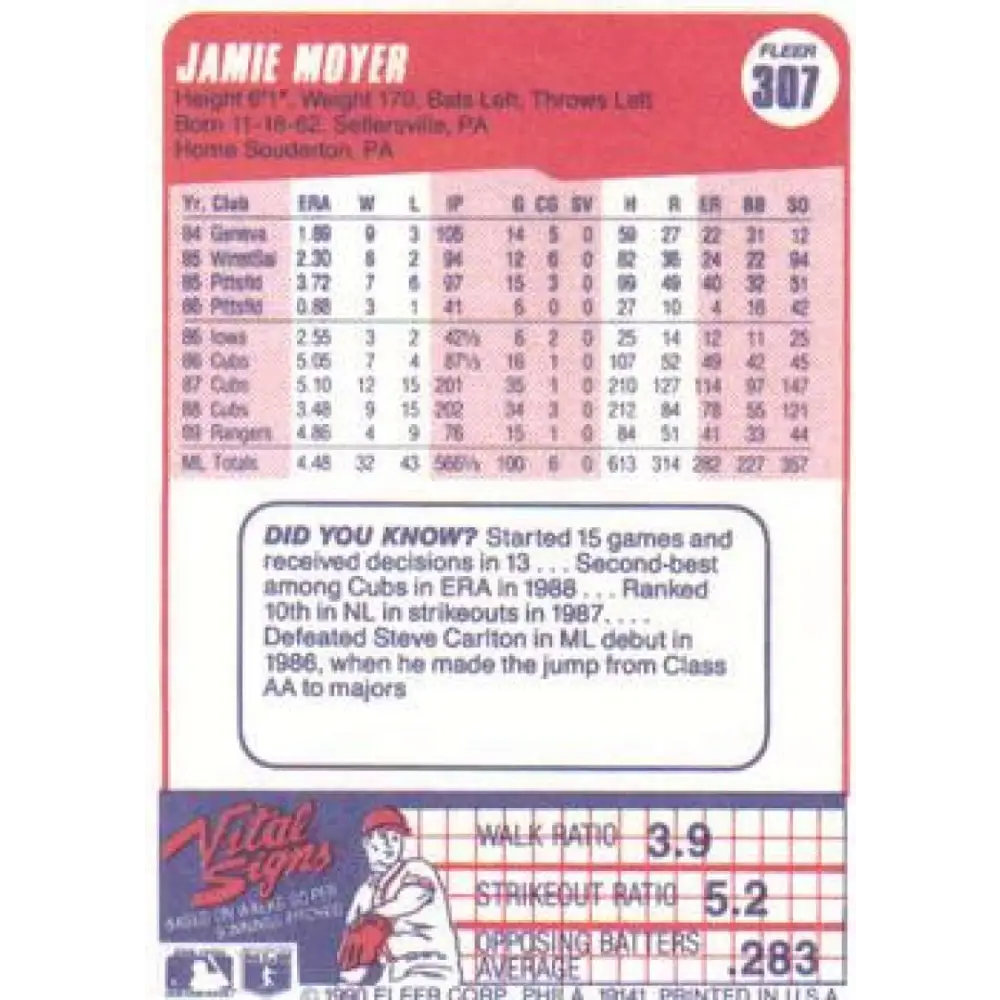 JAMIE MOYER
FLEER
307
Height 6'1", Weight 170, Bats Left, Throws Left
Born 11-18-62, Sellersville, PA
Home Souderton, PA
Yr. Club ERA W L IP G CG SV H R ER BB SO
84 Geneva 1.89 9 3 105 14 5 0 59 27 22 31
85 WinstSal 2.30 8 2 94 12 6 0 82 36 24 22 94
85 Pittsfld 3.72 7 6 97 15 3 0 99 49 40 32 51
86 Pittsfld 0.88 3 1 41 6 0 0 27 10 4 16 42
86 Iowa 2.55 3 2 42⅓ 6 2 0 25 14 12 11 25
86 Cubs 5.05 7 4 87⅓ 16 1 0 107 52 49 42 45
87 Cubs 5.10 12 15 201 35 1 0 210 127 114 97 147
88 Cubs 3.48 9 15 202 34 3 0 212 84 78 55 121
89 Rangers 4.86 4 9 76 15 1 0 84 51 41 33 44
ML Totals 4.48 32 43 566⅓ 100 6 0 613 314 282 227 357
DID YOU KNOW? Started 15 games and
received decisions in 13 . . . Second-best
among Cubs in ERA in 1988 . . . Ranked
10th in NL in strikeouts in 1987. . . .
Defeated Steve Carlton in ML debut in
1986, when he made the jump from Class
AA to majors
Vital
Signs
BASED ON WALKS, SO PER
9 INNINGS PITCHED
WALK RATIO 3.9
STRIKEOUT RATIO 5.2
OPPOSING BATTERS
AVERAGE .283
© 1990 FLEER CORP. PHILA. 19141 PRINTED IN U.S.A.